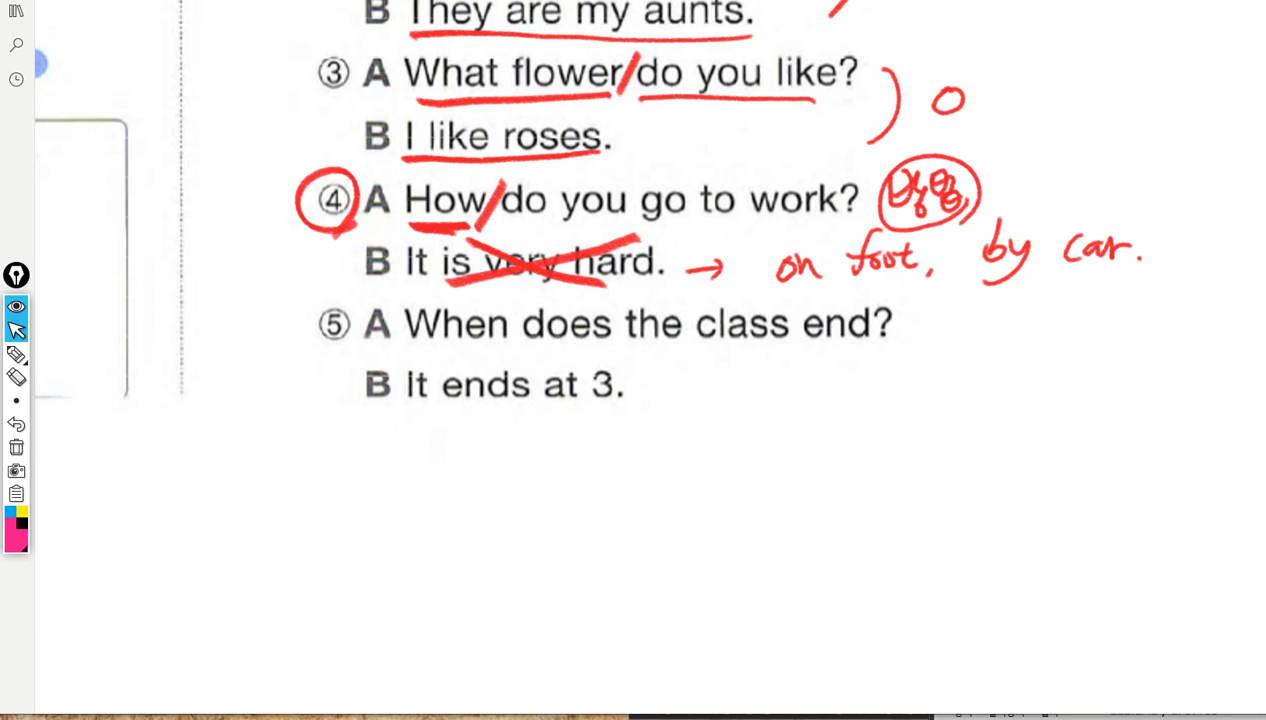 B They are my aunts.
③ A What flower/do you like?
B I like roses.
④ A How/do you go to work? 방법
B It is very hard. → on foot, by car.
⑤ A When does the class end?
B It ends at 3.